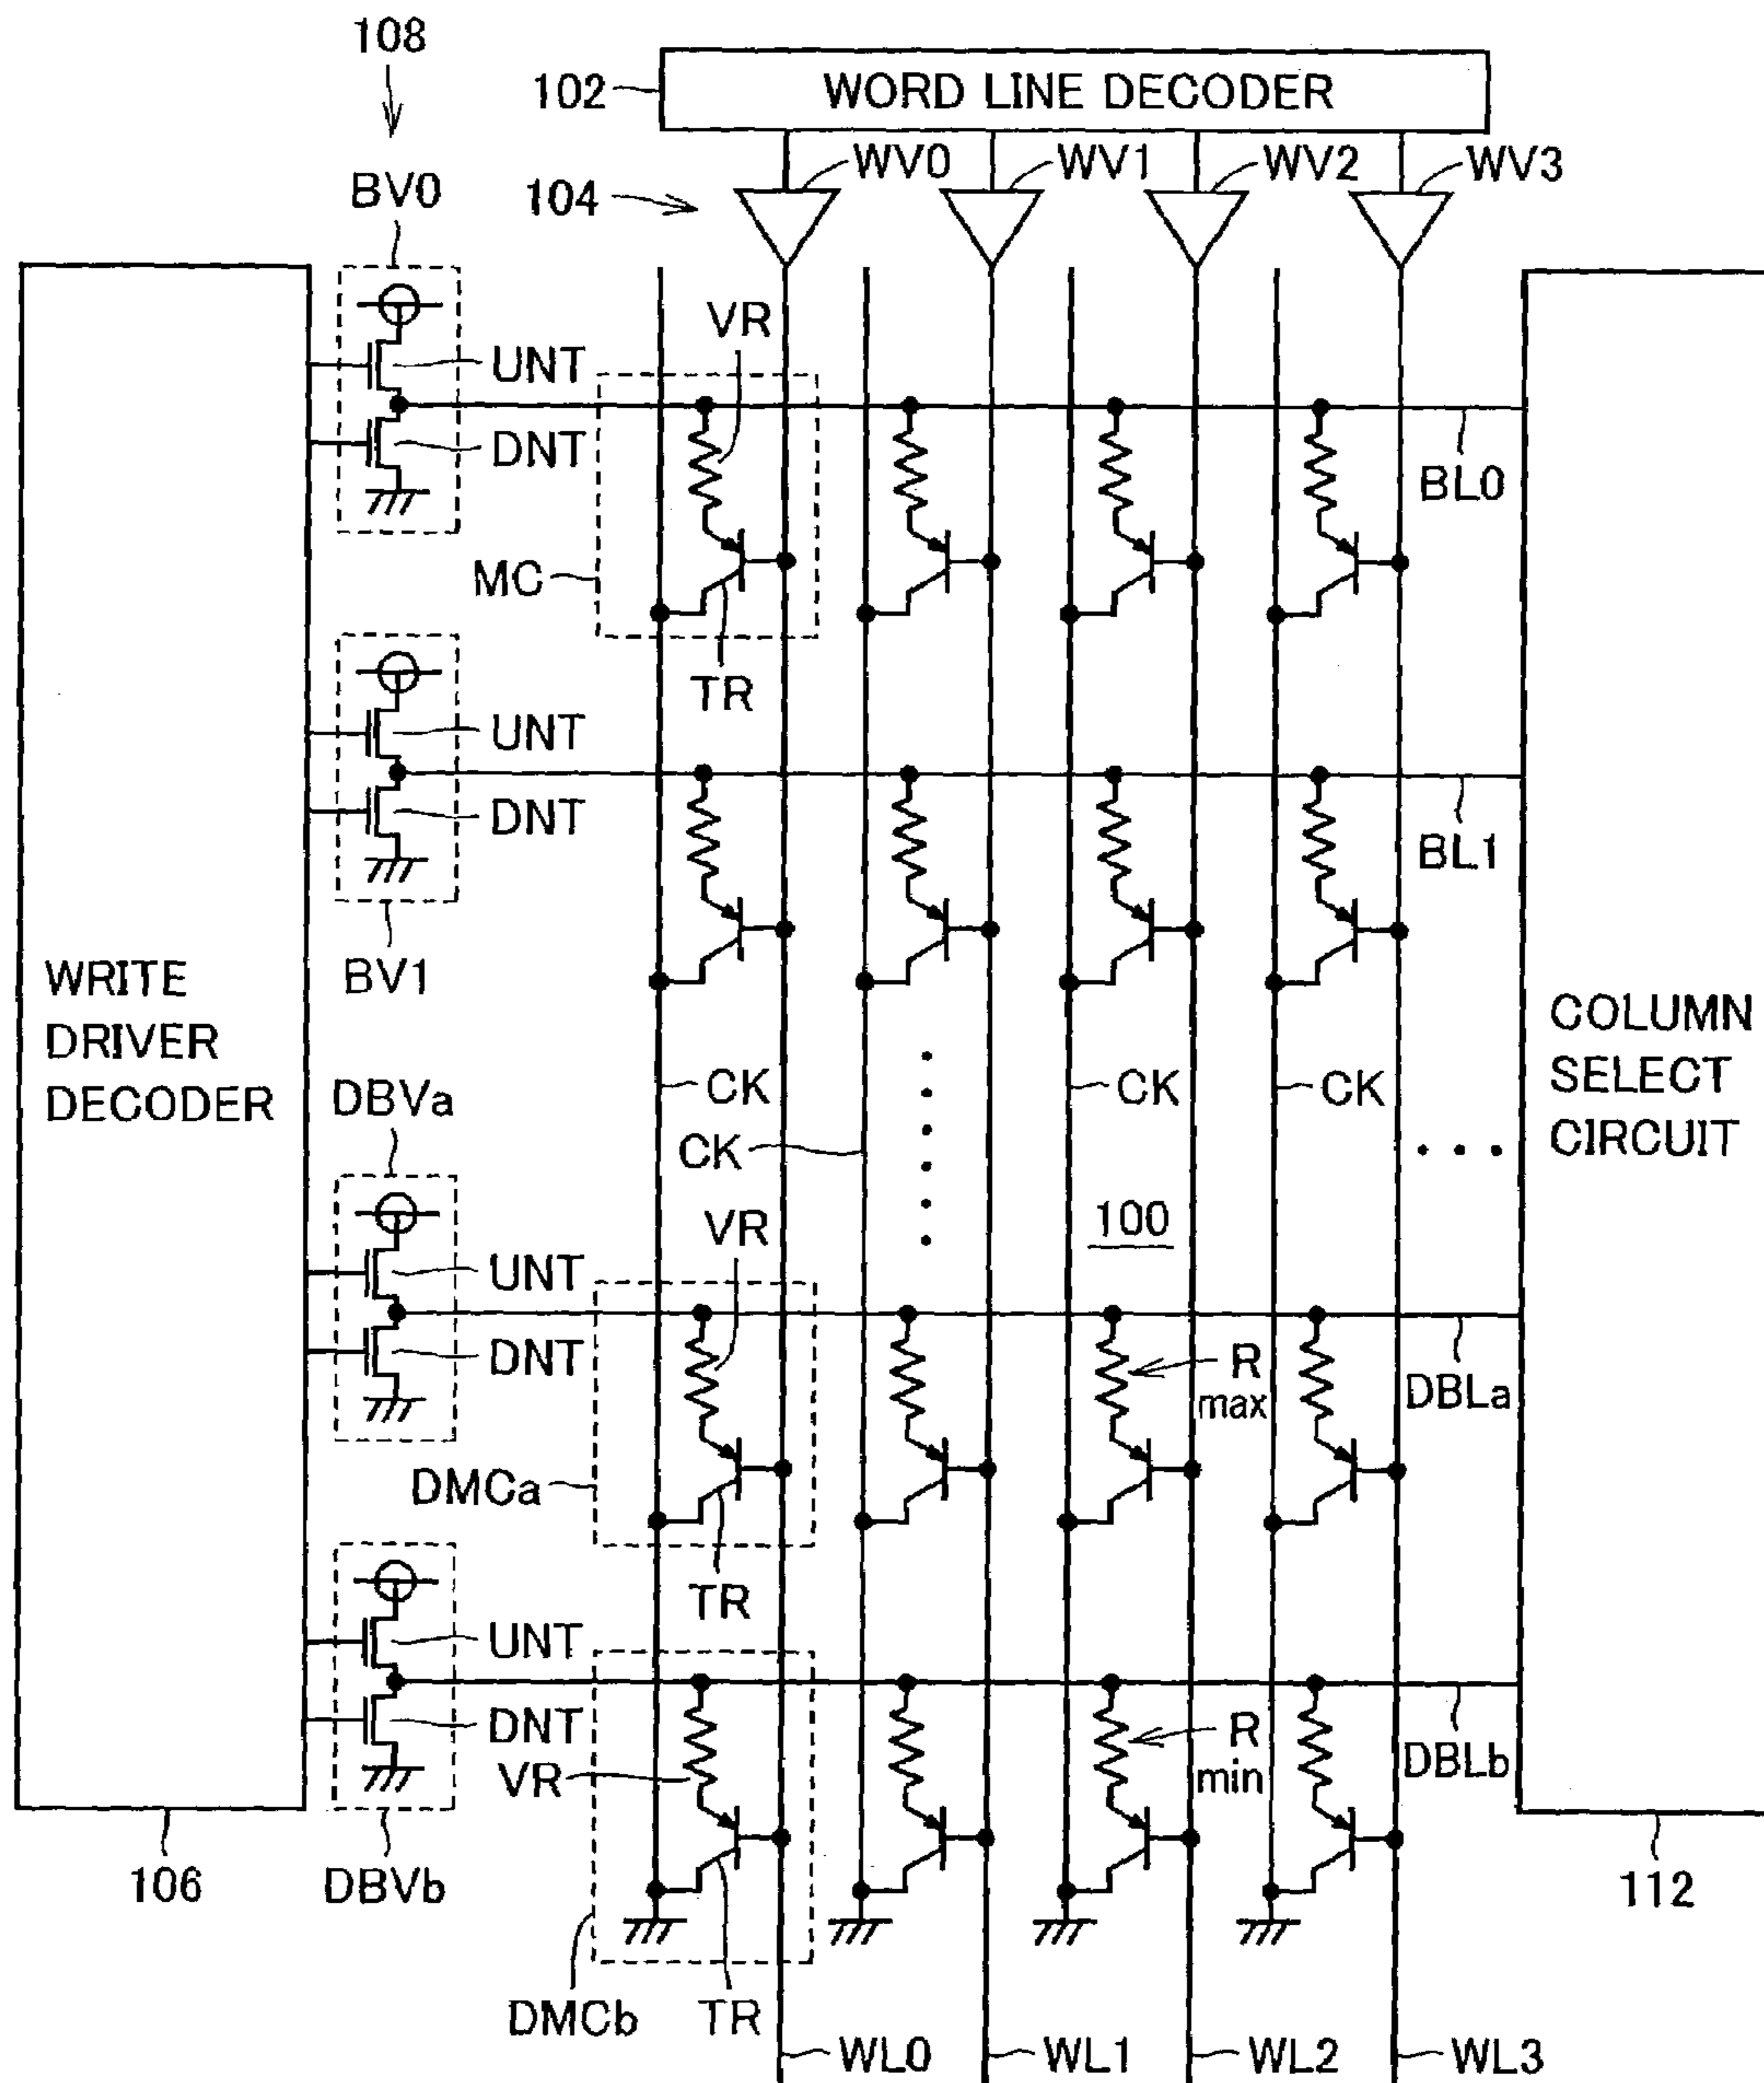 108
102
WORD LINE DECODER
WV0
WV1
WV2
WV3
BV0
104
VR
UNT
DNT
BL0
MC
TR
UNT
DNT
BL1
BV1
WRITE
DRIVER
DECODER
COLUMN
SELECT
CIRCUIT
DBVa
CK
CK
CK
CK
. . .
VR
100
UNT
DNT
R
max
DBLa
DMCa
TR
UNT
DNT
VR
R
min
DBLb
106
DBVb
112
DMCb
TR
WL0
WL1
WL2
WL3